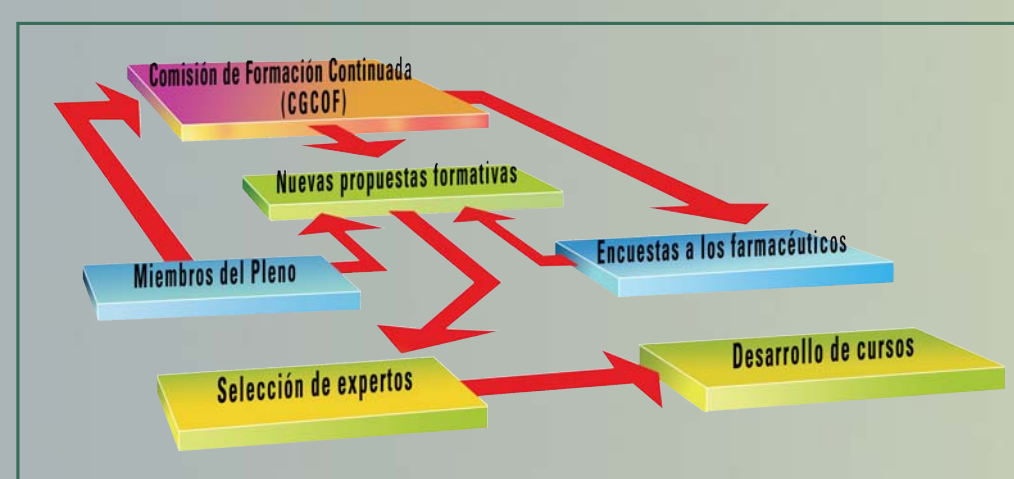 Comisión de Formación Continuada
(CGCOF)
Nuevas propuestas formativas
Encuestas a los farmacéuticos
Miembros del Pleno
Desarrollo de cursos
Selección de expertos